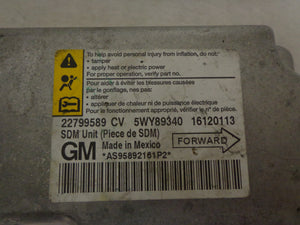 To help avoid personal injury from inflation, do not:
• tamper
• apply heat or electric power
For proper operation, verify part no.
Pour aider à éviter les blessures causées par
le gonflage, nes pas:
• altérer
• appliquer de chaleur ni de puissance électrique
Pour le fonctionnement approprié, vérifiez le nº de pièce.
22799589 CV 5WY89340 16120113
SDM Unit (Piece de SDM)
GM Made in Mexico FORWARD
*AS95892161P2*